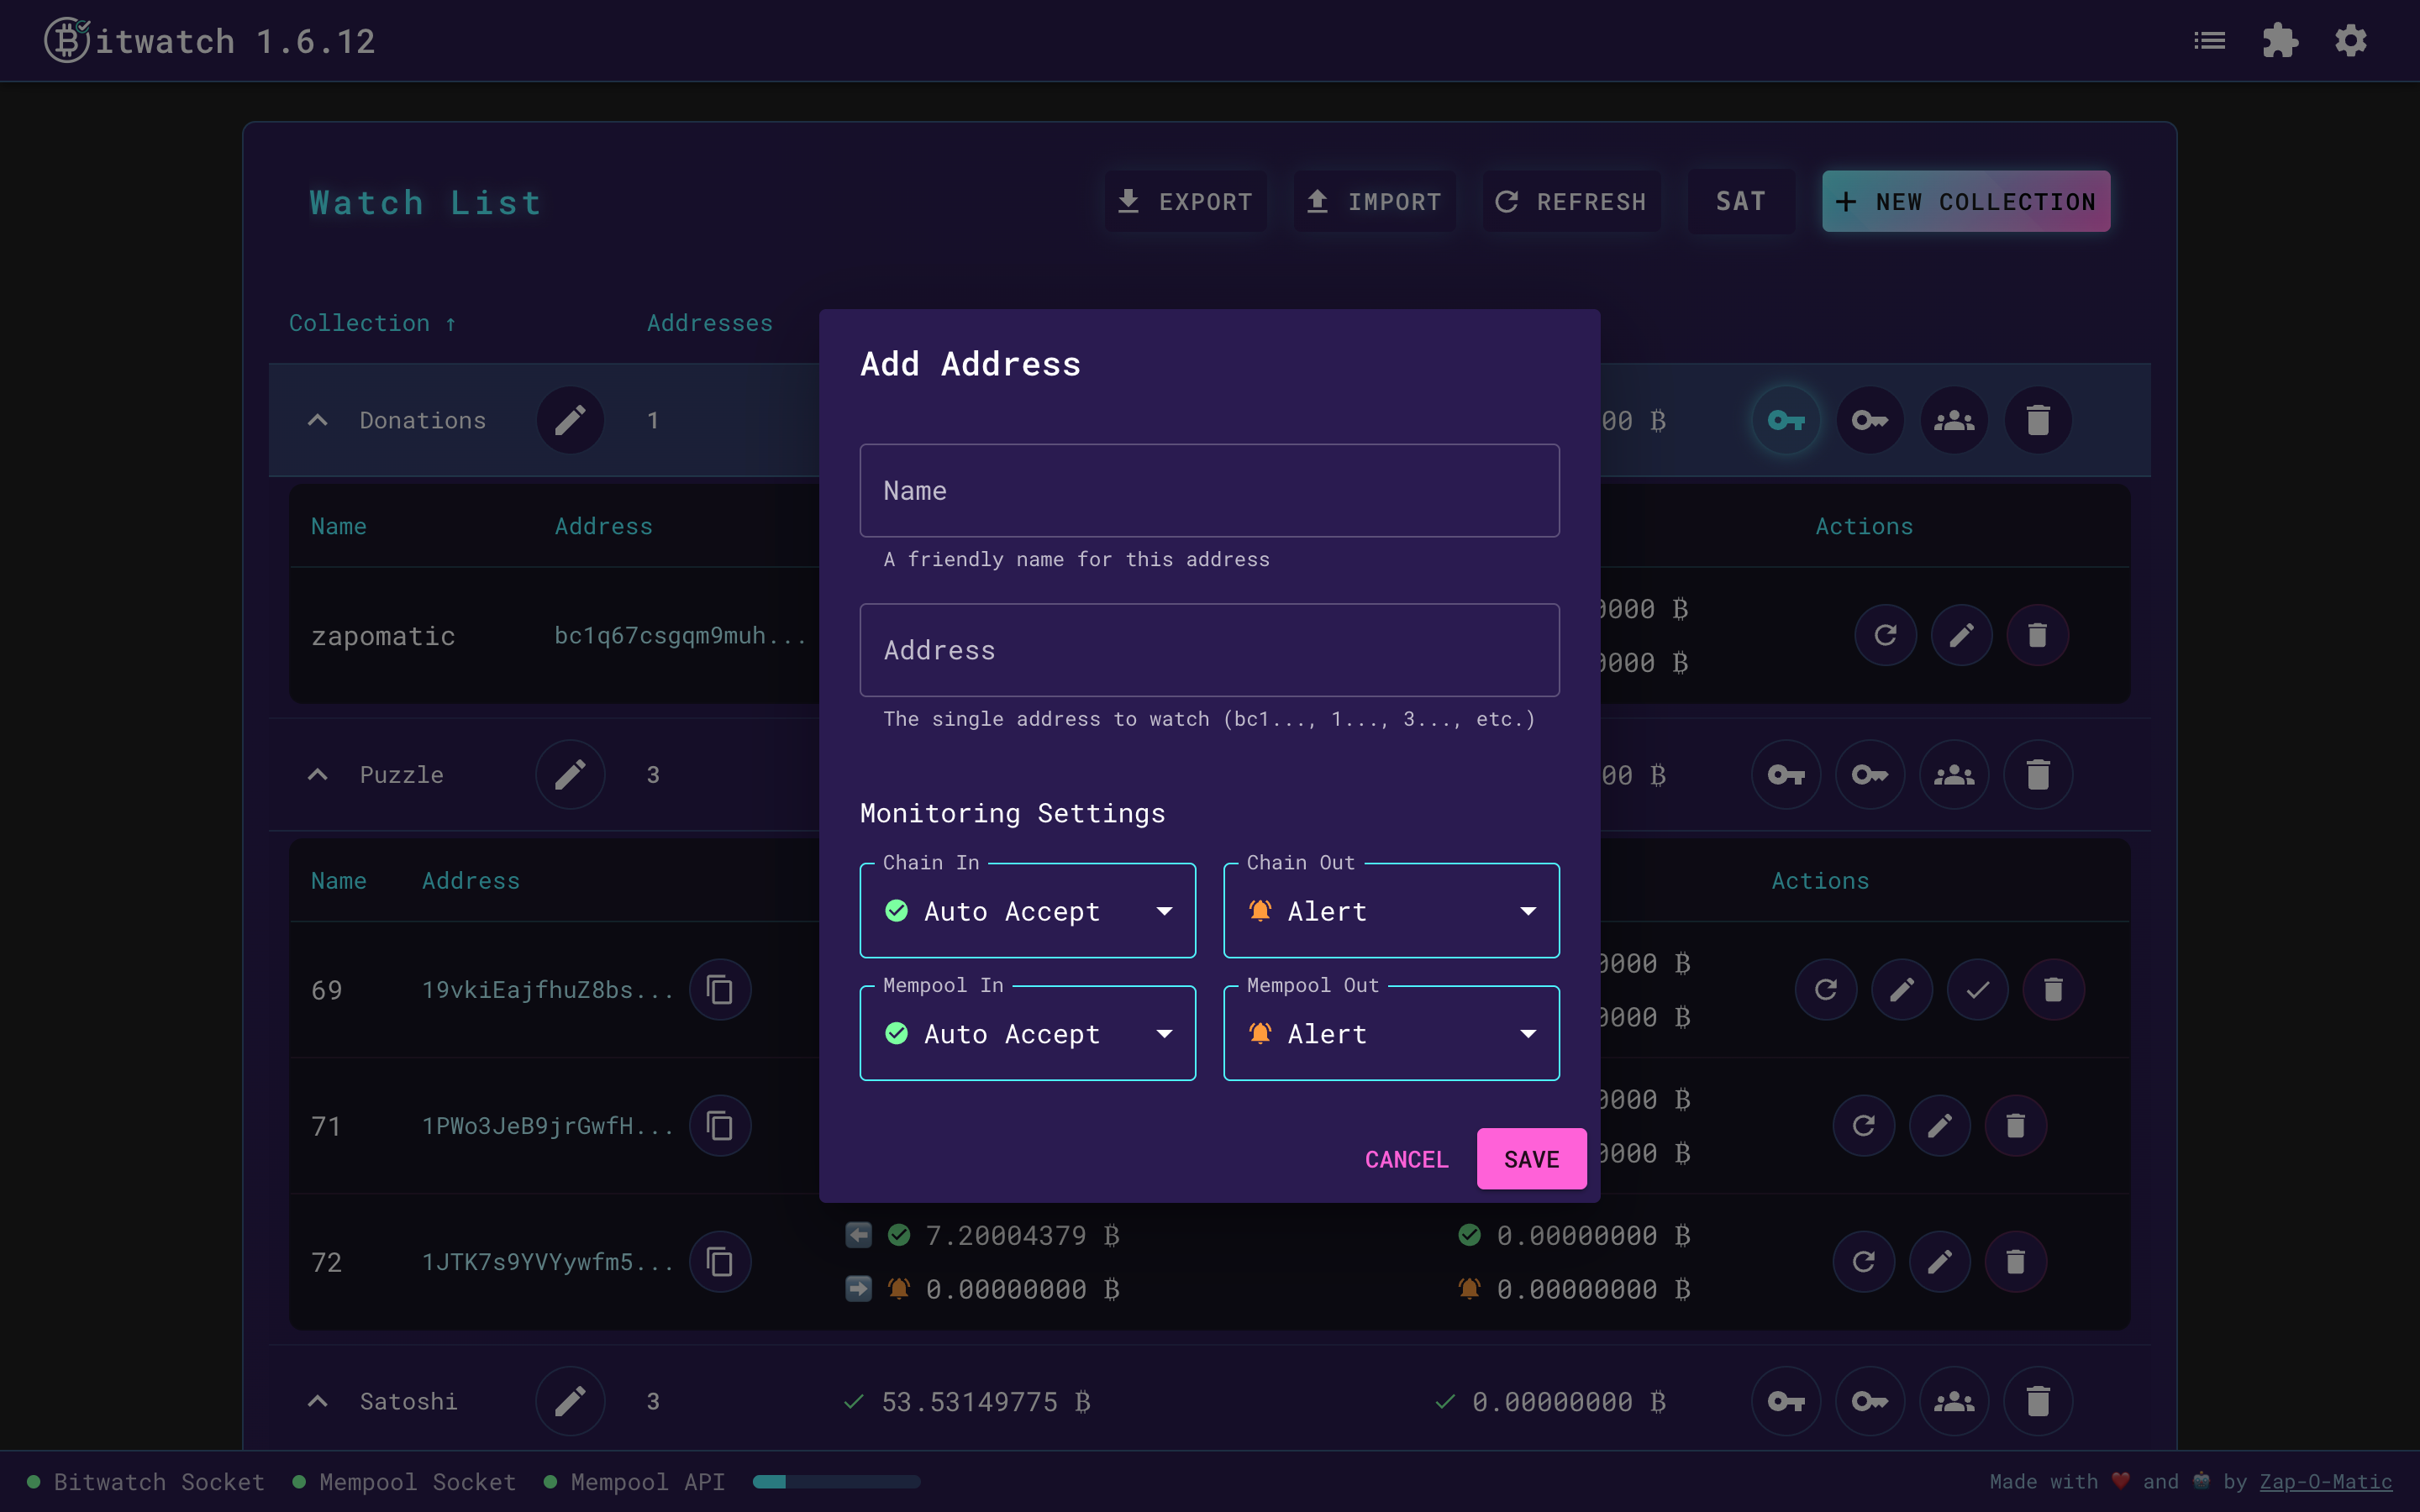 Bitwatch 1.6.12
Watch List
EXPORT
IMPORT
REFRESH
SAT
+ NEW COLLECTION
Collection ↑
Addresses
Donations
1
00 ₿
Name
Address
Actions
zapomatic
bc1q67csgqm9muh...
0000 ₿
0000 ₿
Puzzle
3
00 ₿
Name
Address
Actions
69
19vkiEajfhuZ8bs...
0000 ₿
0000 ₿
71
1PWo3JeB9jrGwfH...
0000 ₿
0000 ₿
72
1JTK7s9YVYywfm5...
7.20004379 ₿
0.00000000 ₿
0.00000000 ₿
0.00000000 ₿
Satoshi
3
53.53149775 ₿
0.00000000 ₿
Add Address
Name
A friendly name for this address
Address
The single address to watch (bc1..., 1..., 3..., etc.)
Monitoring Settings
Chain In
Auto Accept
Chain Out
Alert
Mempool In
Auto Accept
Mempool Out
Alert
CANCEL
SAVE
Bitwatch Socket
Mempool Socket
Mempool API
Made with ❤️ and 🤖 by Zap-O-Matic